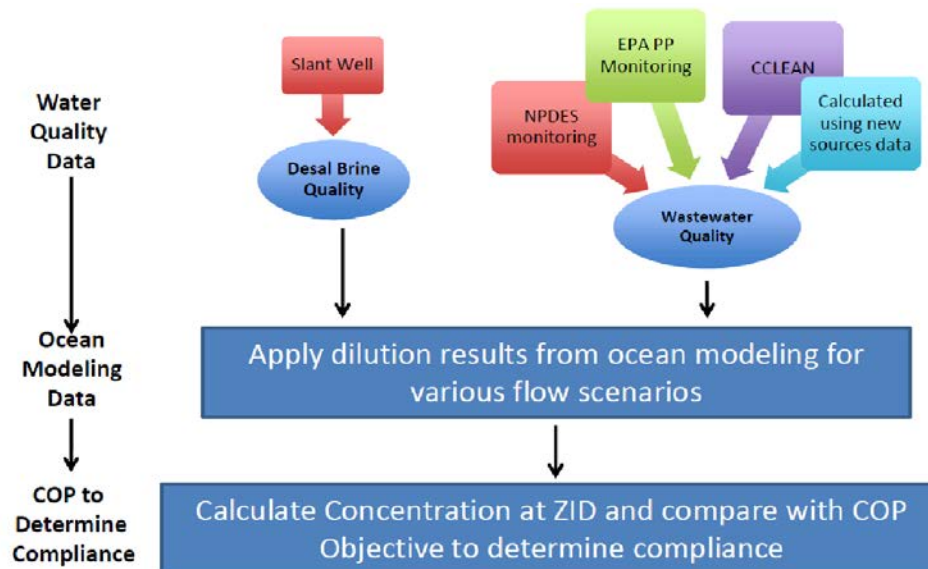 Water
Quality
Data
Slant Well
Desal Brine
Quality
NPDES
monitoring
EPA PP
Monitoring
CCLEAN
Calculated
using new
sources data
Wastewater
Quality
Ocean
Modeling
Data
Apply dilution results from ocean modeling for
various flow scenarios
COP to
Determine
Compliance
Calculate Concentration at ZID and compare with COP
Objective to determine compliance